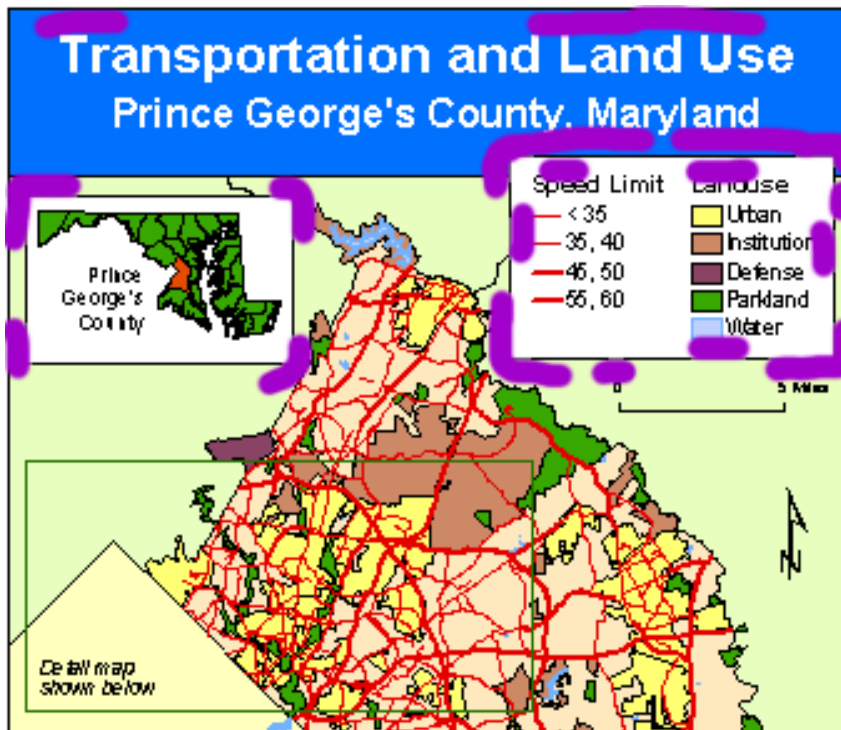 Transportation and Land Use
Prince George's County, Maryland
Speed Limit
< 35
35, 40
45, 50
55, 60
Landuse
Urban
Institution
Defense
Parkland
Water
Prince
George's
County
0 5 Miles
N
Detail map
shown below